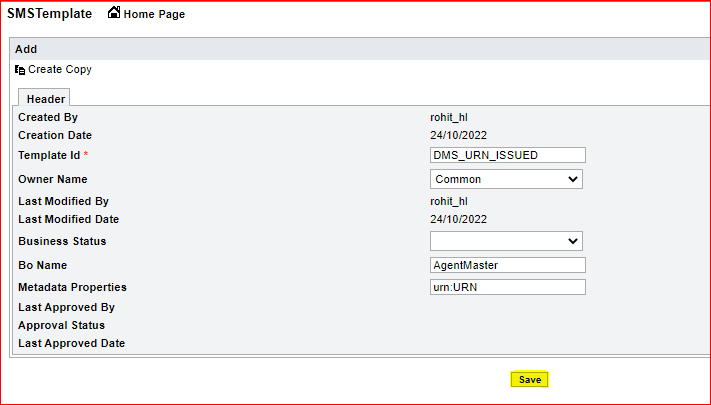 SMSTemplate Home Page
Add
Create Copy
Header
Created By rohit_hl
Creation Date 24/10/2022
Template Id * DMS_URN_ISSUED
Owner Name Common
Last Modified By rohit_hl
Last Modified Date 24/10/2022
Business Status
Bo Name AgentMaster
Metadata Properties urn:URN
Last Approved By
Approval Status
Last Approved Date
Save